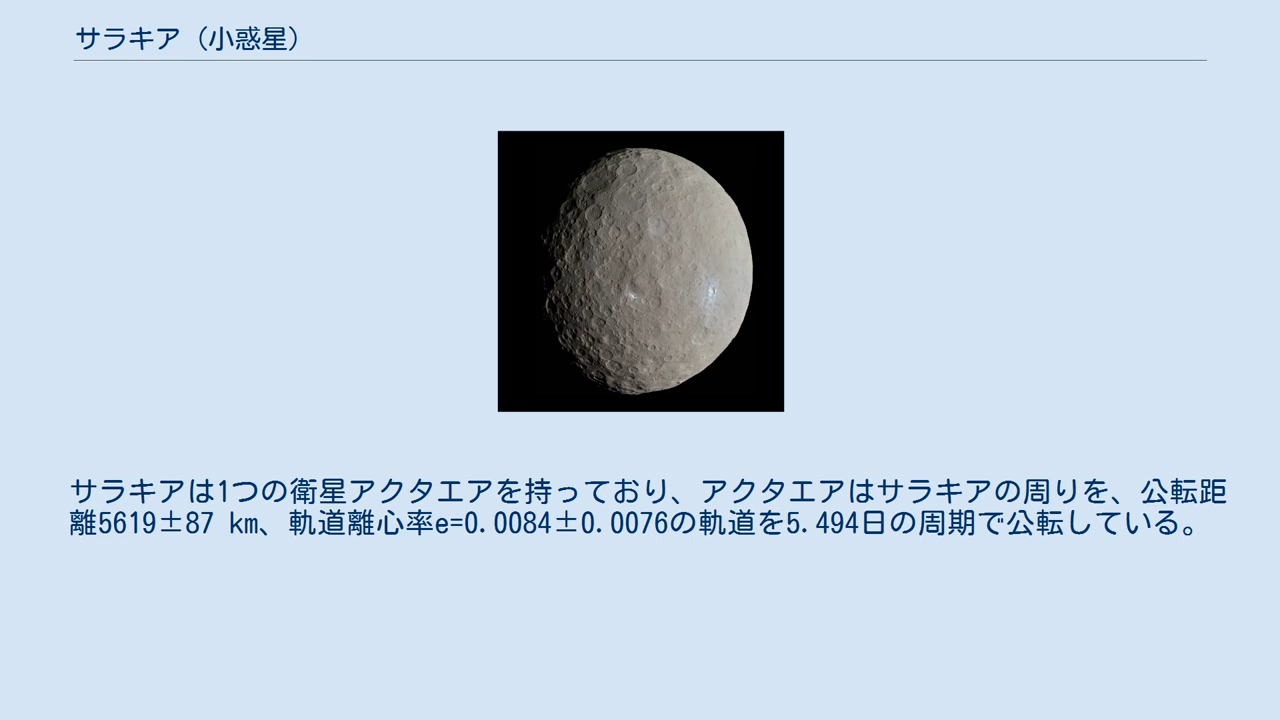 サラキア（小惑星）
サラキアは1つの衛星アクタエアを持っており、アクタエアはサラキアの周りを、公転距
離5619±87 km、軌道離心率e=0.0084±0.0076の軌道を5.494日の周期で公転している。